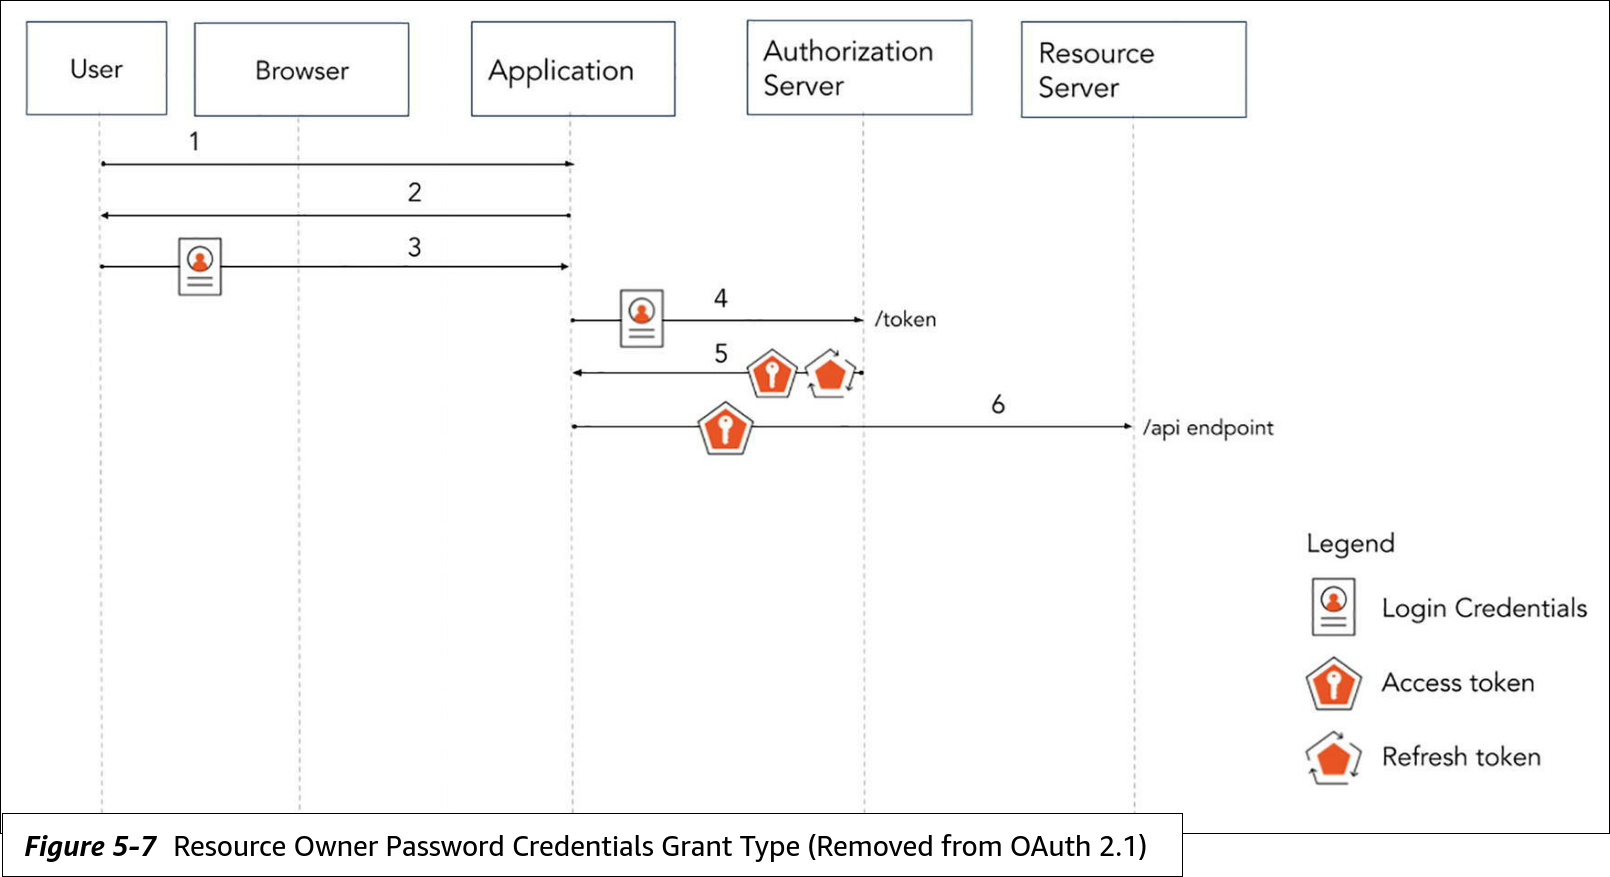 User
Browser
Application
Authorization
Server
Resource
Server
1
2
3
4
/token
5
6
/api endpoint
Legend
Login Credentials
Access token
Refresh token
Figure 5-7 Resource Owner Password Credentials Grant Type (Removed from OAuth 2.1)